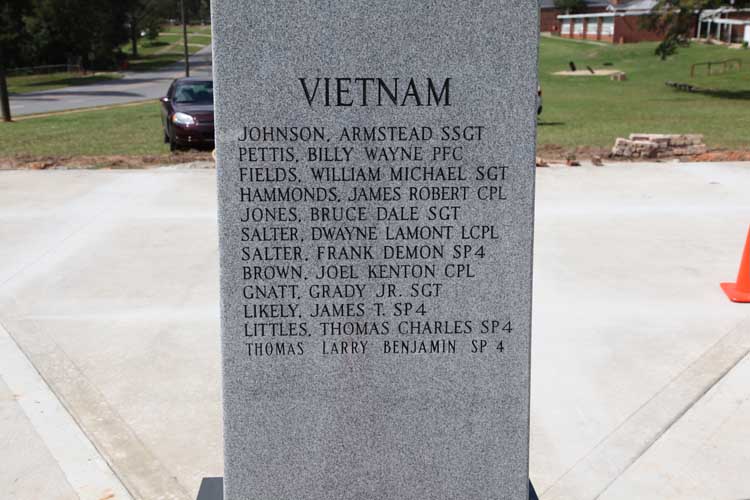 VIETNAM
JOHNSON, ARMSTEAD SSGT
PETTIS, BILLY WAYNE PFC
FIELDS, WILLIAM MICHAEL SGT
HAMMONDS, JAMES ROBERT CPL
JONES, BRUCE DALE SGT
SALTER, DWAYNE LAMONT LCPL
SALTER, FRANK DEMON SP4
BROWN, JOEL KENTON CPL
GNATT, GRADY JR. SGT
LIKELY, JAMES T. SP4
LITTLES, THOMAS CHARLES SP4
THOMAS LARRY BENJAMIN SP 4